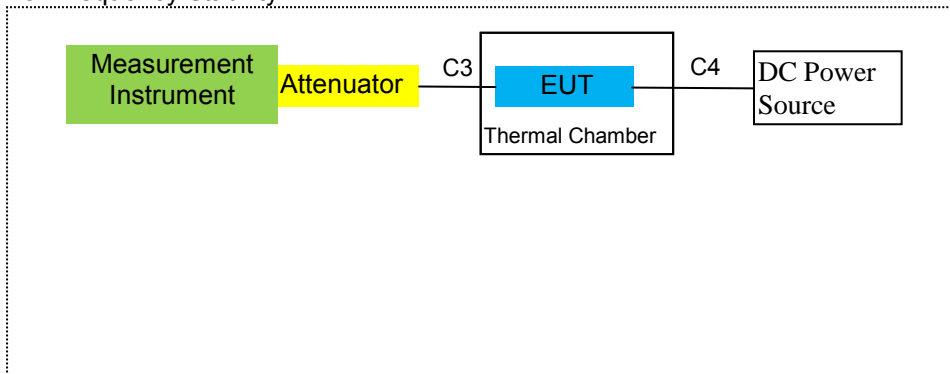 Measurement
Instrument
Attenuator
C3
EUT
Thermal Chamber
C4
DC Power
Source